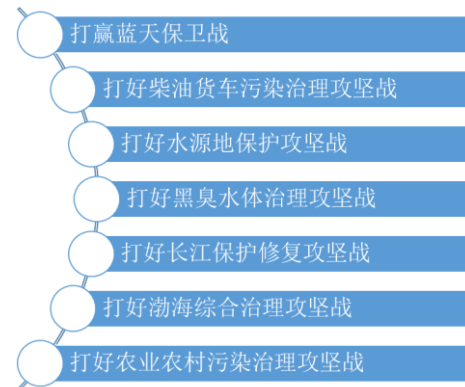 打赢蓝天保卫战
打好柴油货车污染治理攻坚战
打好水源地保护攻坚战
打好黑臭水体治理攻坚战
打好长江保护修复攻坚战
打好渤海综合治理攻坚战
打好农业农村污染治理攻坚战